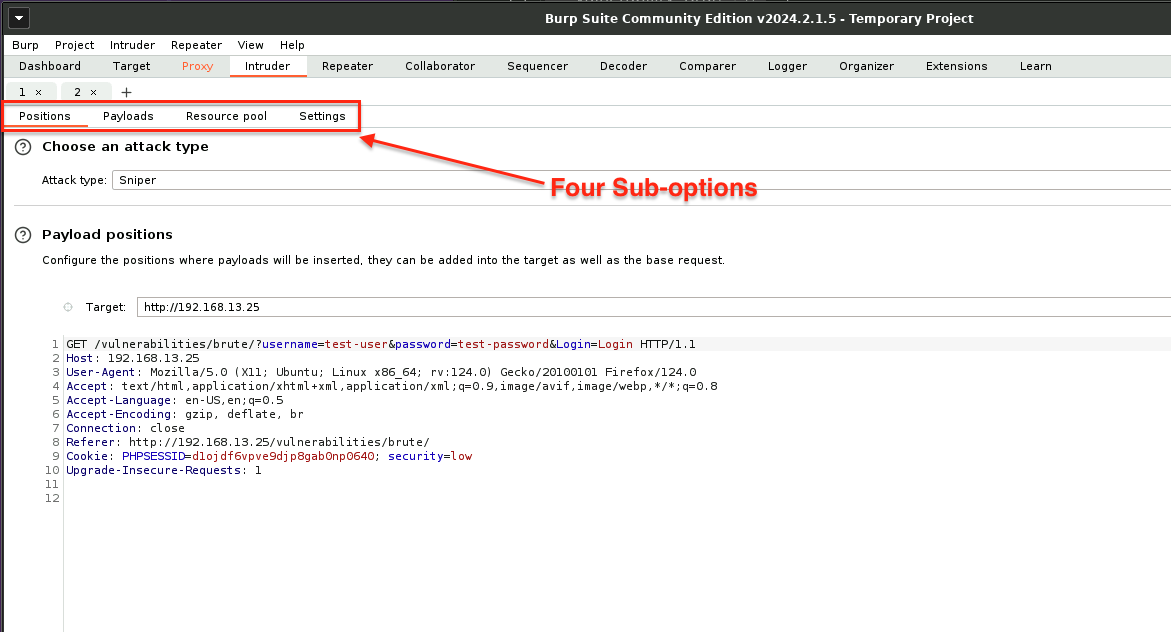 Burp Suite Community Edition v2024.2.1.5 - Temporary Project
Burp Project Intruder Repeater View Help
Dashboard Target Proxy Intruder Repeater Collaborator Sequencer Decoder Comparer Logger Organizer Extensions Learn
1 × 2 × +
Positions Payloads Resource pool Settings
? Choose an attack type
Attack type: Sniper
Four Sub-options
? Payload positions
Configure the positions where payloads will be inserted, they can be added into the target as well as the base request.
Target: http://192.168.13.25
1 GET /vulnerabilities/brute/?username=test-user&password=test-password&Login=Login HTTP/1.1
2 Host: 192.168.13.25
3 User-Agent: Mozilla/5.0 (X11; Ubuntu; Linux x86_64; rv:124.0) Gecko/20100101 Firefox/124.0
4 Accept: text/html,application/xhtml+xml,application/xml;q=0.9,image/avif,image/webp,*/*;q=0.8
5 Accept-Language: en-US,en;q=0.5
6 Accept-Encoding: gzip, deflate, br
7 Connection: close
8 Referer: http://192.168.13.25/vulnerabilities/brute/
9 Cookie: PHPSESSID=d1ojdf6vpve9djp8gab0np0640; security=low
10 Upgrade-Insecure-Requests: 1
11
12